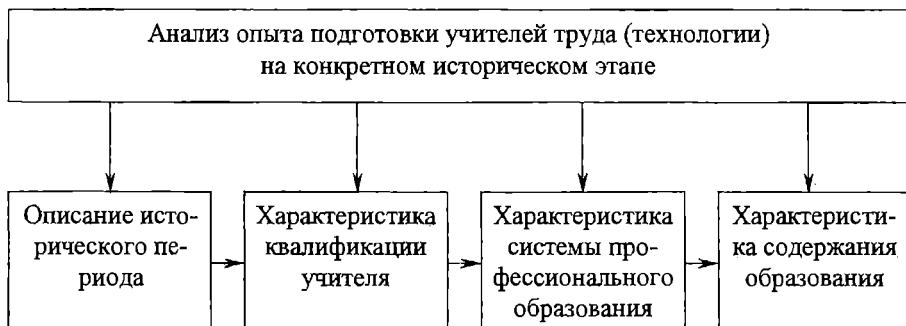 Анализ опыта подготовки учителей труда (технологии)
на конкретном историческом этапе
Описание исто-
рического пе-
риода
Характеристика
квалификации
учителя
Характеристика
системы про-
фессионального
образования
Характеристи-
ка содержания
образования